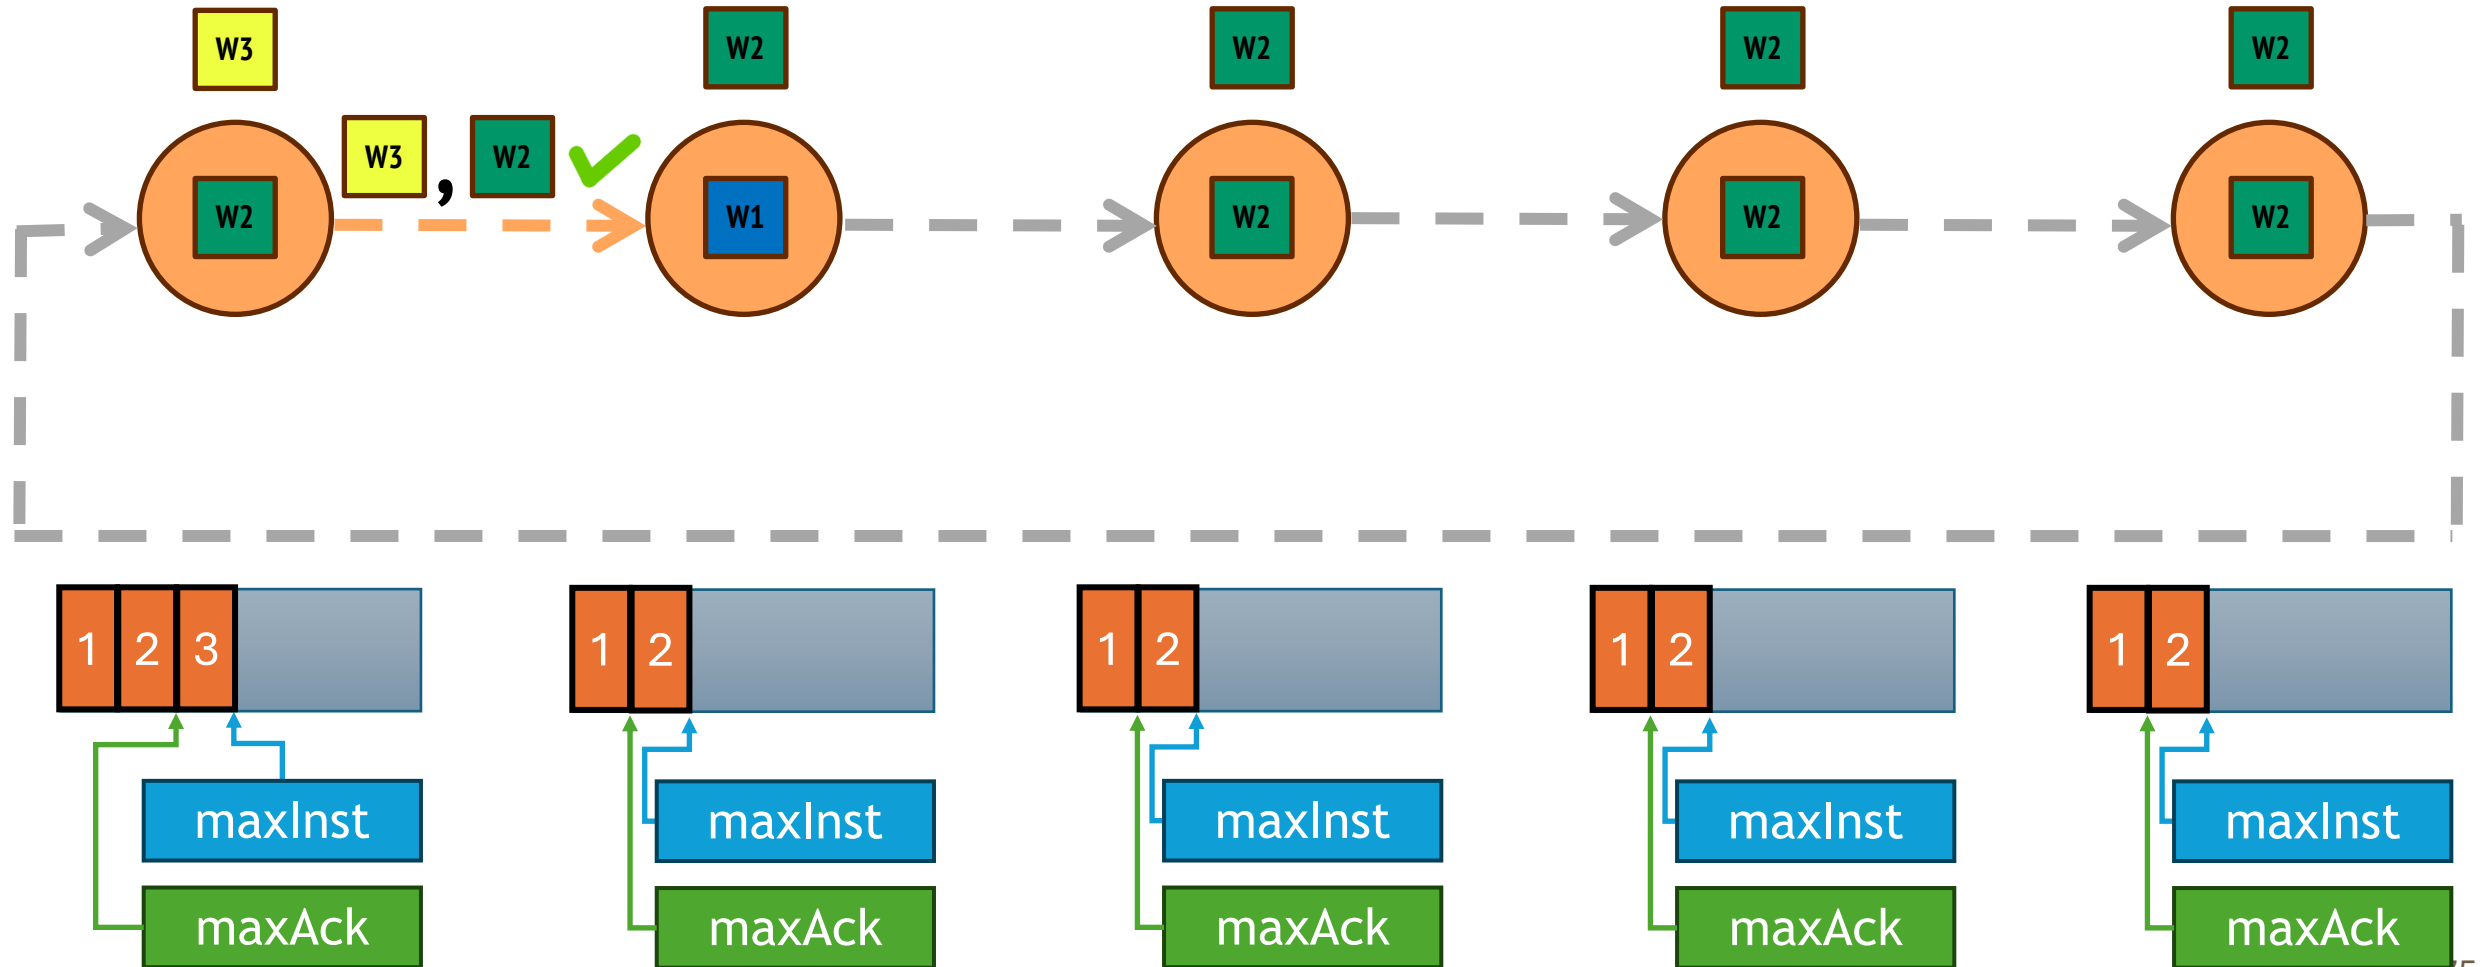 W3 W2 W2 W2 W2
W3 , W2
W2 W1 W2 W2 W2
1 2 3 1 2 1 2 1 2 1 2
maxInst maxInst maxInst maxInst maxInst
maxAck maxAck maxAck maxAck maxAck